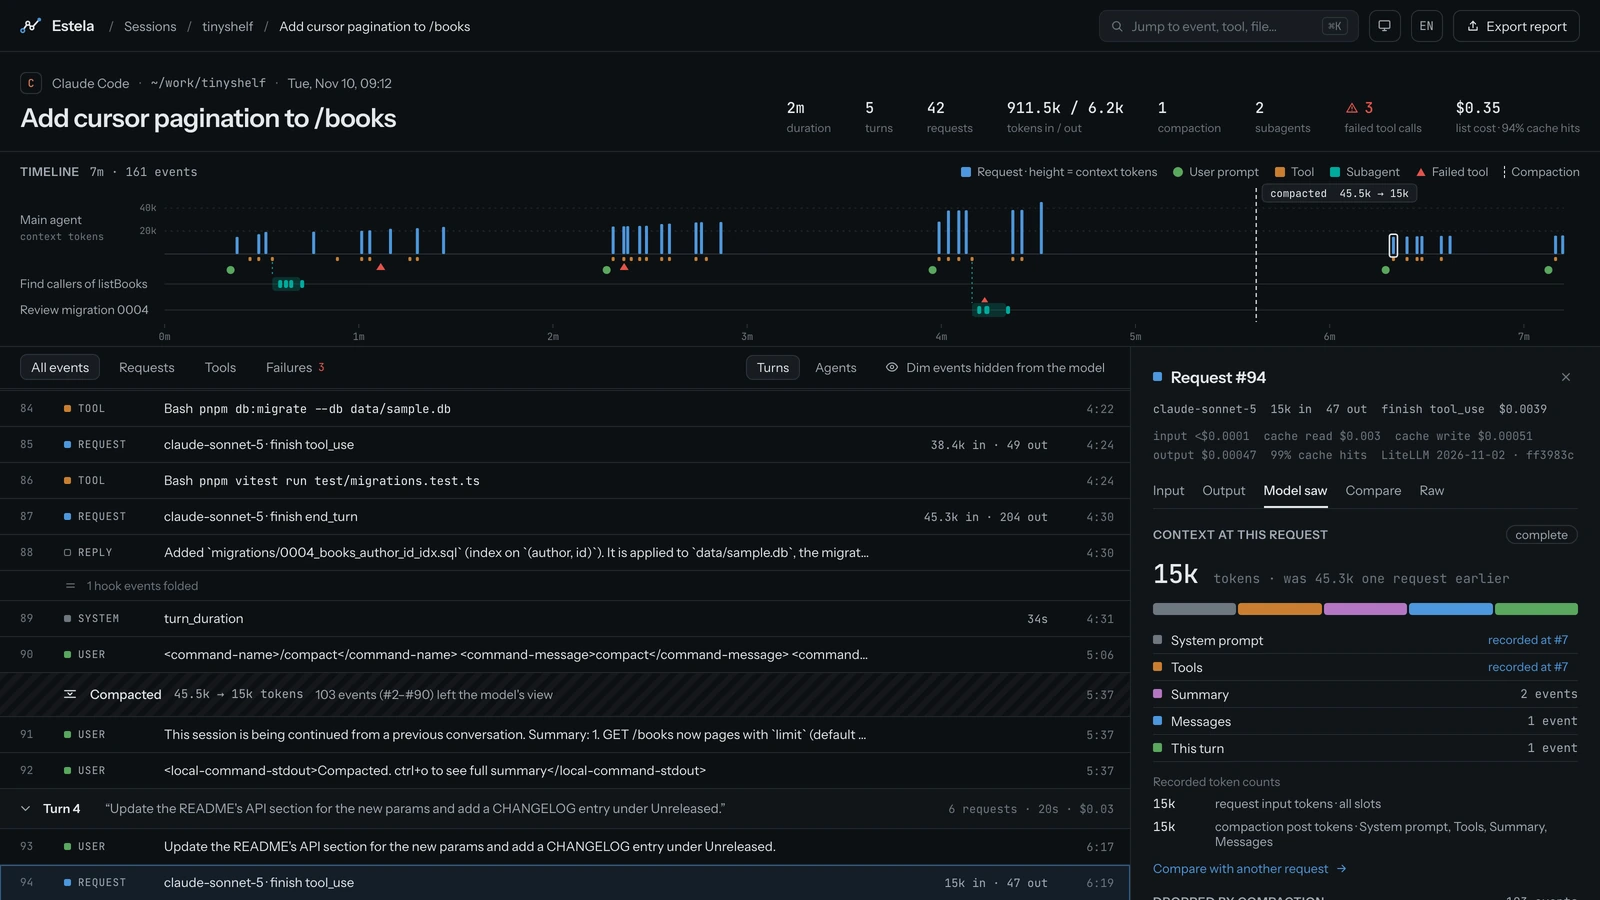 Estela / Sessions / tinyshelf / Add cursor pagination to /books
Jump to event, tool, file... ⌘K
EN
Export report
C Claude Code · ~/work/tinyshelf · Tue, Nov 10, 09:12
Add cursor pagination to /books
2m 5 42 911.5k / 6.2k 1 2 3 $0.35
duration turns requests tokens in / out compaction subagents failed tool calls list cost · 94% cache hits
TIMELINE 7m · 161 events
Request · height = context tokens User prompt Tool Subagent Failed tool Compaction
compacted 45.5k → 15k
Main agent
context tokens
40k
20k
Find callers of listBooks
Review migration 0004
0m 1m 2m 3m 4m 5m 6m 7m
All events Requests Tools Failures 3
Turns Agents Dim events hidden from the model
84 TOOL Bash pnpm db:migrate --db data/sample.db 4:22
85 REQUEST claude-sonnet-5 · finish tool_use 38.4k in · 49 out 4:24
86 TOOL Bash pnpm vitest run test/migrations.test.ts 4:24
87 REQUEST claude-sonnet-5 · finish end_turn 45.3k in · 204 out 4:30
88 REPLY Added `migrations/0004_books_author_id_idx.sql` (index on `(author, id)`). It is applied to `data/sample.db`, the migrat... 4:30
1 hook events folded
89 SYSTEM turn_duration 34s 4:31
90 USER <command-name>/compact</command-name> <command-message>compact</command-message> <command... 5:06
Compacted 45.5k → 15k tokens 103 events (#2–#90) left the model's view 5:37
91 USER This session is being continued from a previous conversation. Summary: 1. GET /books now pages with `limit` (default ... 5:37
92 USER <local-command-stdout>Compacted. ctrl+o to see full summary</local-command-stdout> 5:37
Turn 4 “Update the README's API section for the new params and add a CHANGELOG entry under Unreleased.” 6 requests · 20s · $0.03
93 USER Update the README's API section for the new params and add a CHANGELOG entry under Unreleased. 6:17
94 REQUEST claude-sonnet-5 · finish tool_use 15k in · 47 out 6:19
Request #94
claude-sonnet-5 15k in 47 out finish tool_use $0.0039
input <$0.0001 cache read $0.003 cache write $0.00051
output $0.00047 99% cache hits LiteLLM 2026-11-02 · ff3983c
Input Output Model saw Compare Raw
CONTEXT AT THIS REQUEST complete
15k tokens · was 45.3k one request earlier
System prompt recorded at #7
Tools recorded at #7
Summary 2 events
Messages 1 event
This turn 1 event
Recorded token counts
15k request input tokens · all slots
15k compaction post tokens · System prompt, Tools, Summary,
Messages
Compare with another request →
DROPPED BY COMPACTION 103 events